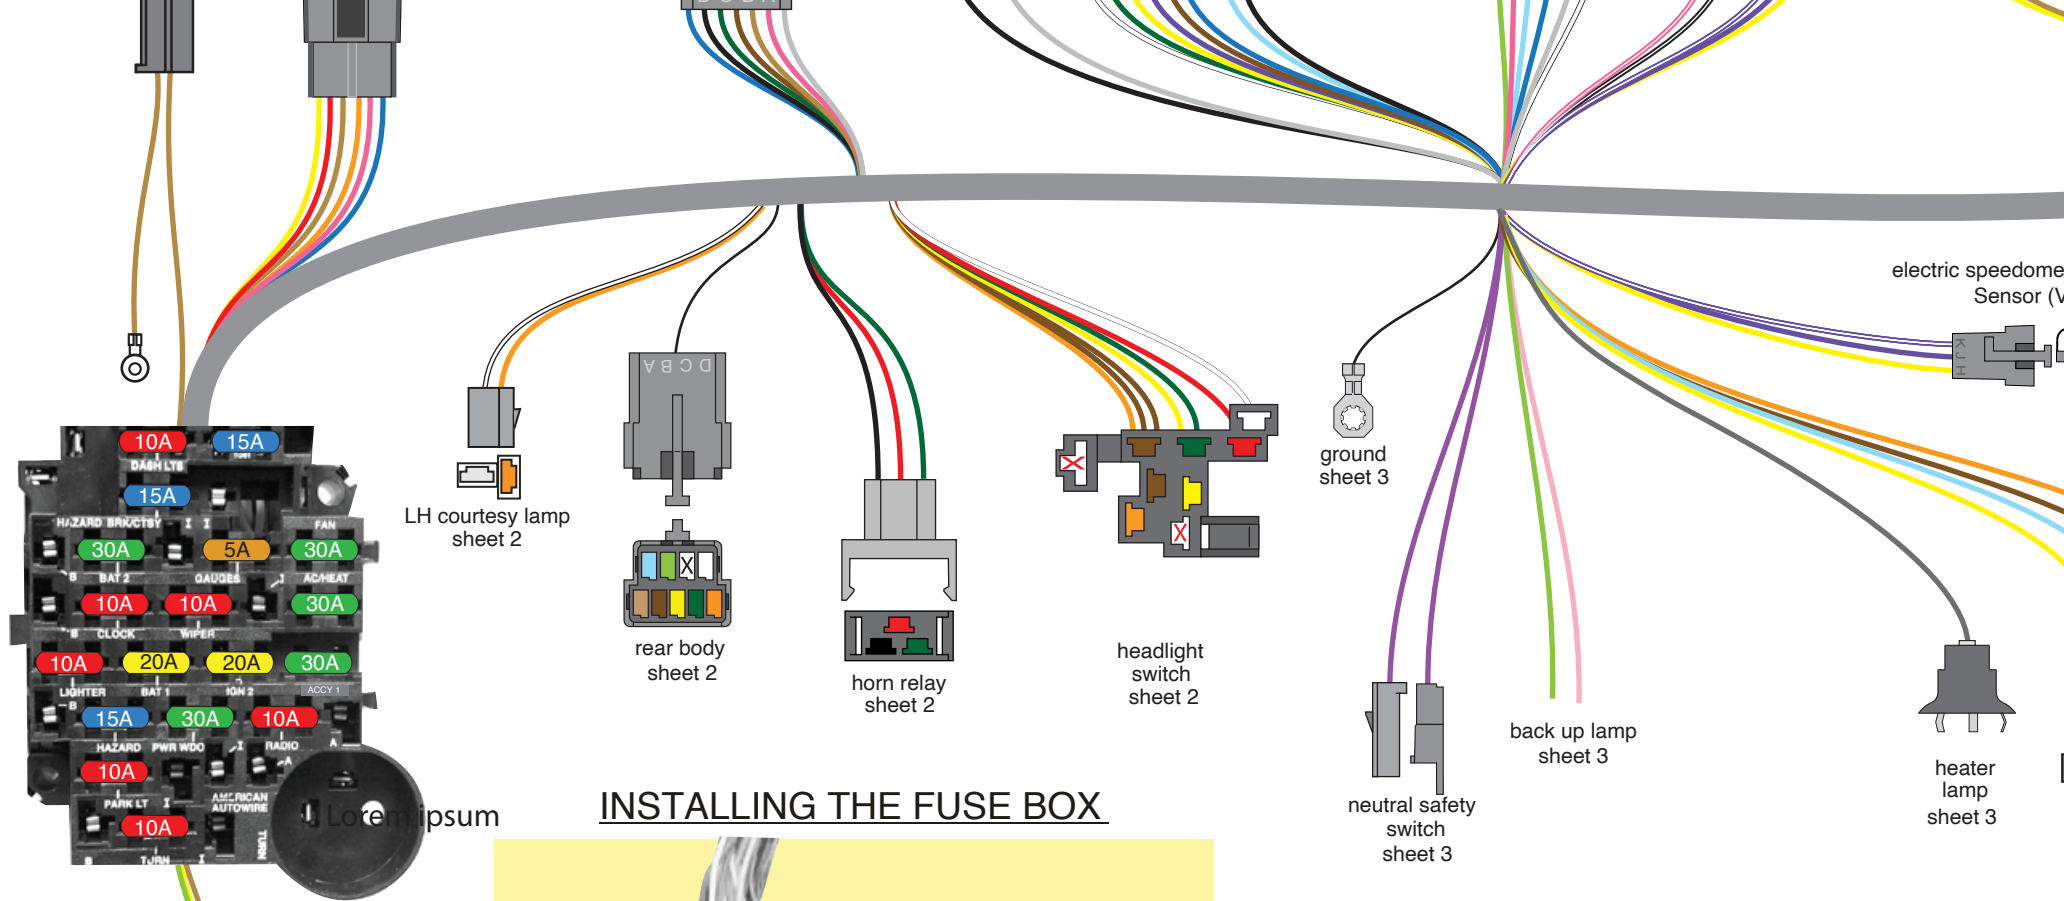 D C B A
electric speedome
Sensor (V
K
J
H
10A
15A
DASH LTS
15A
HAZARD BRK/CTSY I I
FAN
30A
5A
30A
B
BAT 2
GAUGES
I
AC/HEAT
10A
10A
30A
B
CLOCK
WIPER
10A
20A
20A
30A
LIGHTER
BAT 1
IGN 2
ACCY 1
B
15A
30A
10A
HAZARD
PWR WDO
I
RADIO
A
A
10A
PARK LT
I
AMERICAN
AUTOWIRE
10A
TURN
B
TURN
I
Lorem ipsum
LH courtesy lamp
sheet 2
D C B A
X
rear body
sheet 2
horn relay
sheet 2
X
X
headlight
switch
sheet 2
ground
sheet 3
neutral safety
switch
sheet 3
back up lamp
sheet 3
heater
lamp
sheet 3
INSTALLING THE FUSE BOX